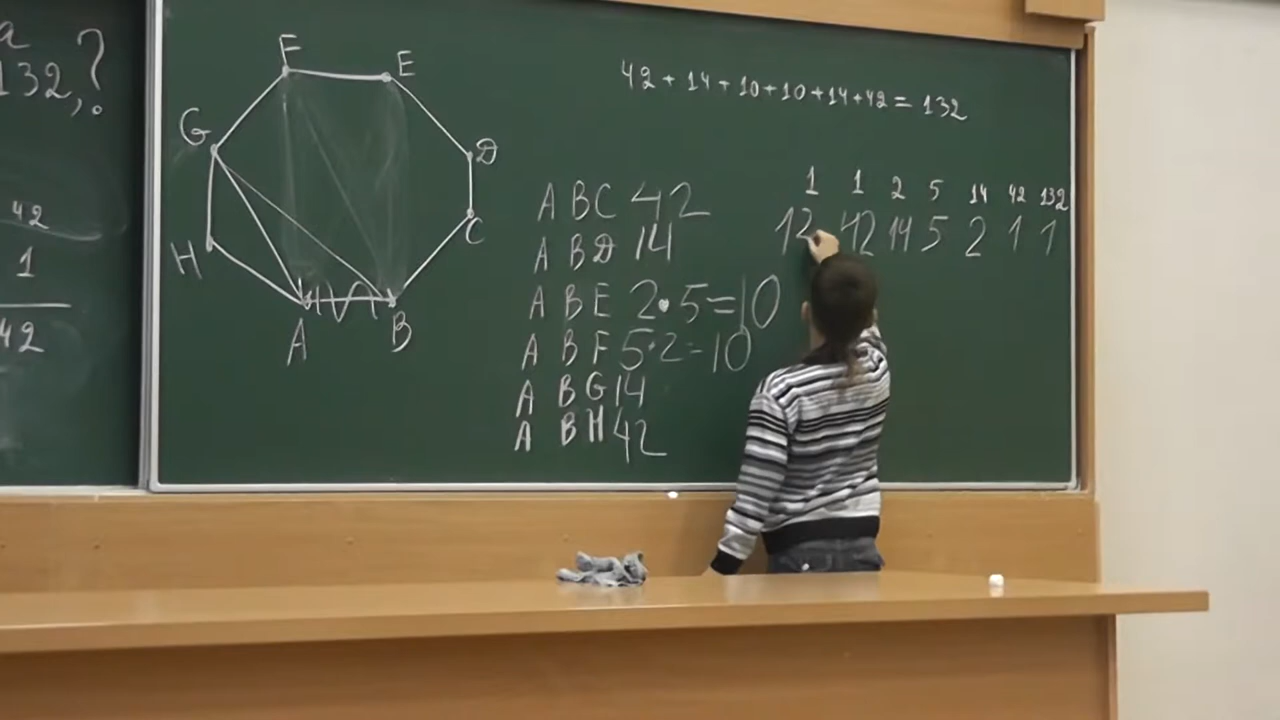 132,?
42
1
42
F
E
G
D
C
H
A
B
42 + 14 + 10 + 10 + 14 + 42 = 132
ABC 42
ABD 14
ABE 2·5=10
ABF 5·2=10
ABG 14
ABH 42
1 1 2 5 14 42 132
42 14 5 2 1 1